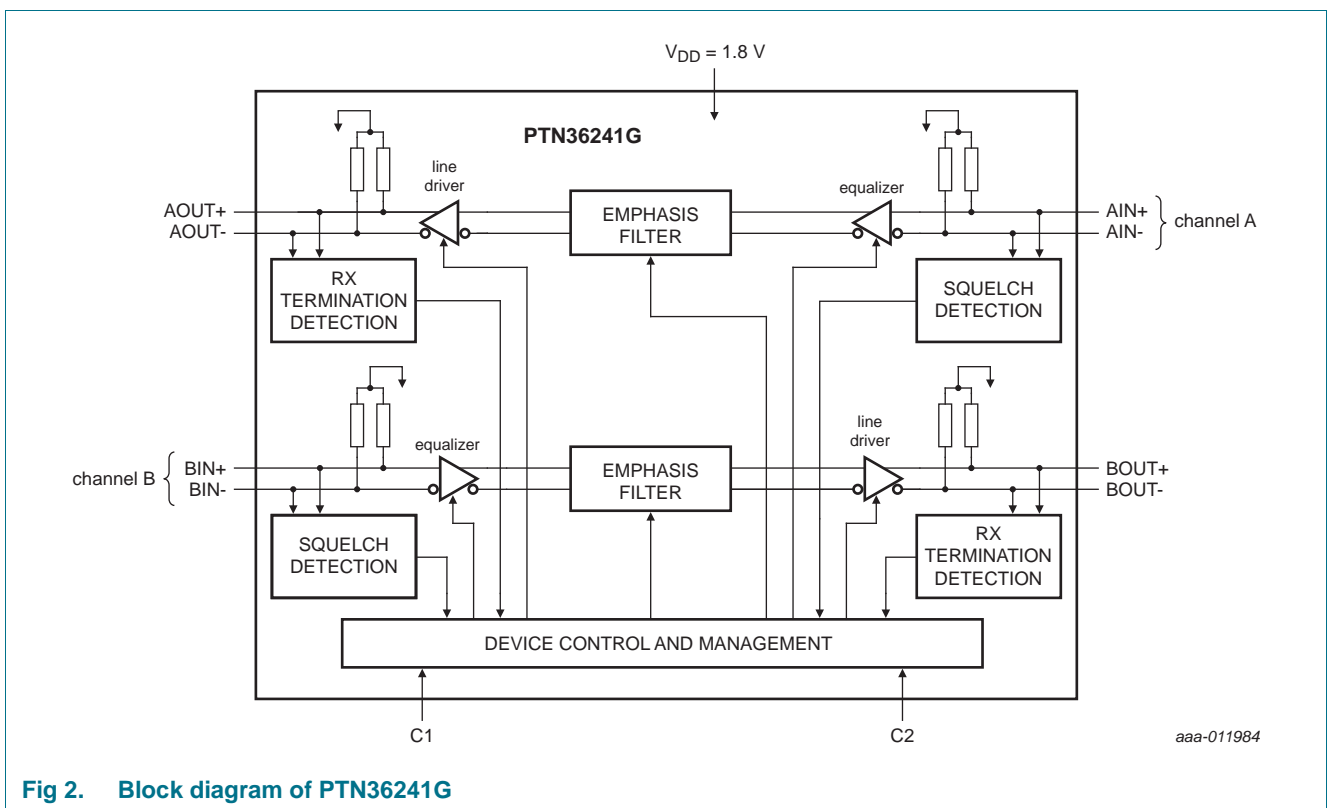 V_DD = 1.8 V
PTN36241G
line
driver
equalizer
AOUT+
AOUT-
EMPHASIS
FILTER
AIN+
AIN-
channel A
RX
TERMINATION
DETECTION
SQUELCH
DETECTION
equalizer
line
driver
channel B
BIN+
BIN-
EMPHASIS
FILTER
BOUT+
BOUT-
SQUELCH
DETECTION
RX
TERMINATION
DETECTION
DEVICE CONTROL AND MANAGEMENT
C1
C2
aaa-011984
Fig 2. Block diagram of PTN36241G